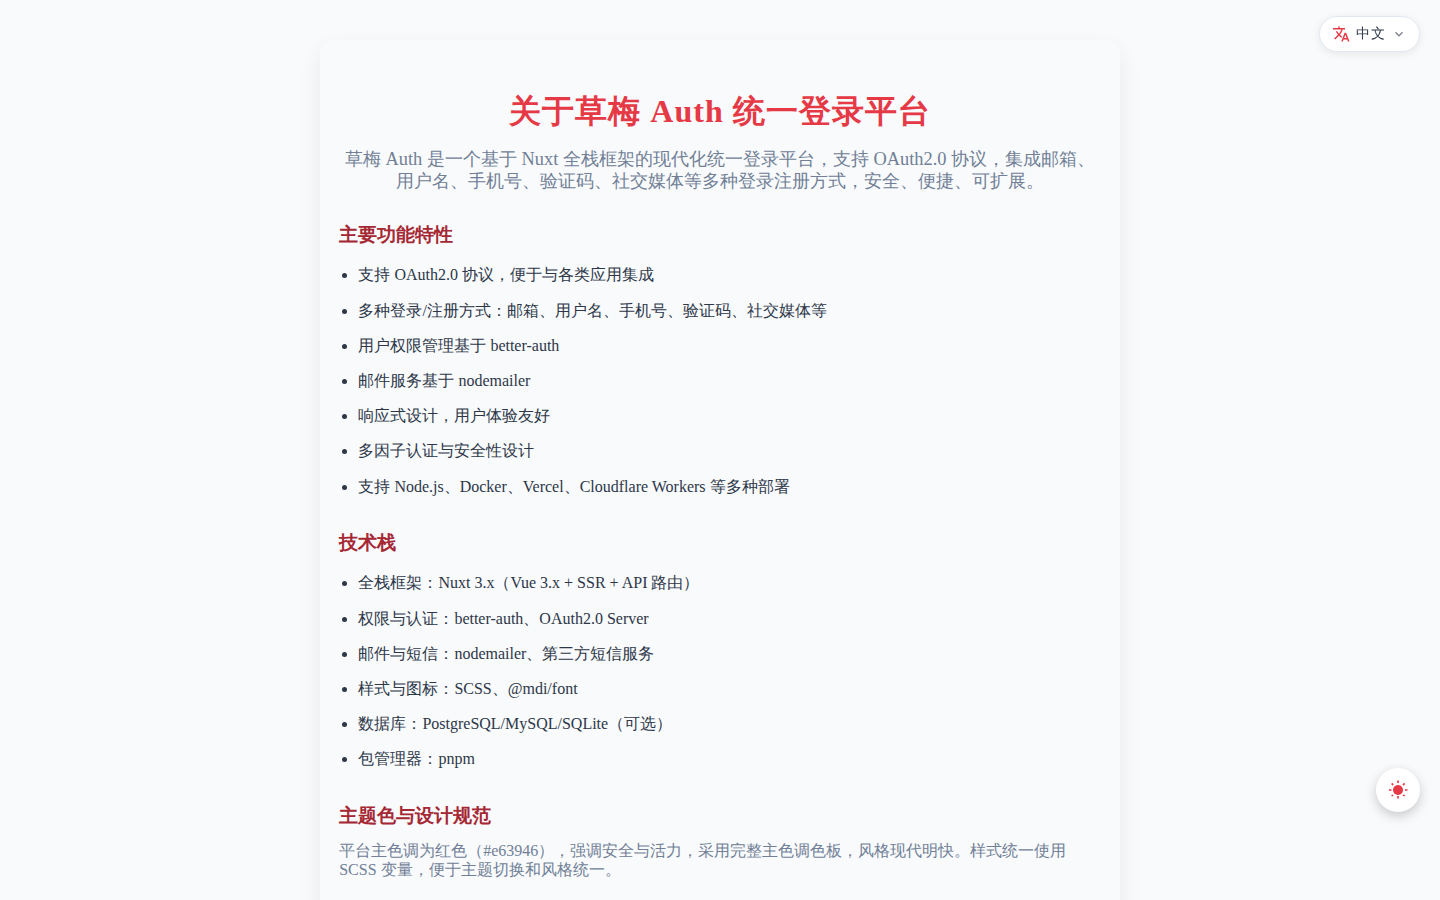 中文
关于草梅 Auth 统一登录平台
草梅 Auth 是一个基于 Nuxt 全栈框架的现代化统一登录平台，支持 OAuth2.0 协议，集成邮箱、
用户名、手机号、验证码、社交媒体等多种登录注册方式，安全、便捷、可扩展。
主要功能特性
支持 OAuth2.0 协议，便于与各类应用集成
多种登录/注册方式：邮箱、用户名、手机号、验证码、社交媒体等
用户权限管理基于 better-auth
邮件服务基于 nodemailer
响应式设计，用户体验友好
多因子认证与安全性设计
支持 Node.js、Docker、Vercel、Cloudflare Workers 等多种部署
技术栈
全栈框架：Nuxt 3.x（Vue 3.x + SSR + API 路由）
权限与认证：better-auth、OAuth2.0 Server
邮件与短信：nodemailer、第三方短信服务
样式与图标：SCSS、@mdi/font
数据库：PostgreSQL/MySQL/SQLite（可选）
包管理器：pnpm
主题色与设计规范
平台主色调为红色（#e63946），强调安全与活力，采用完整主色调色板，风格现代明快。样式统一使用
SCSS 变量，便于主题切换和风格统一。